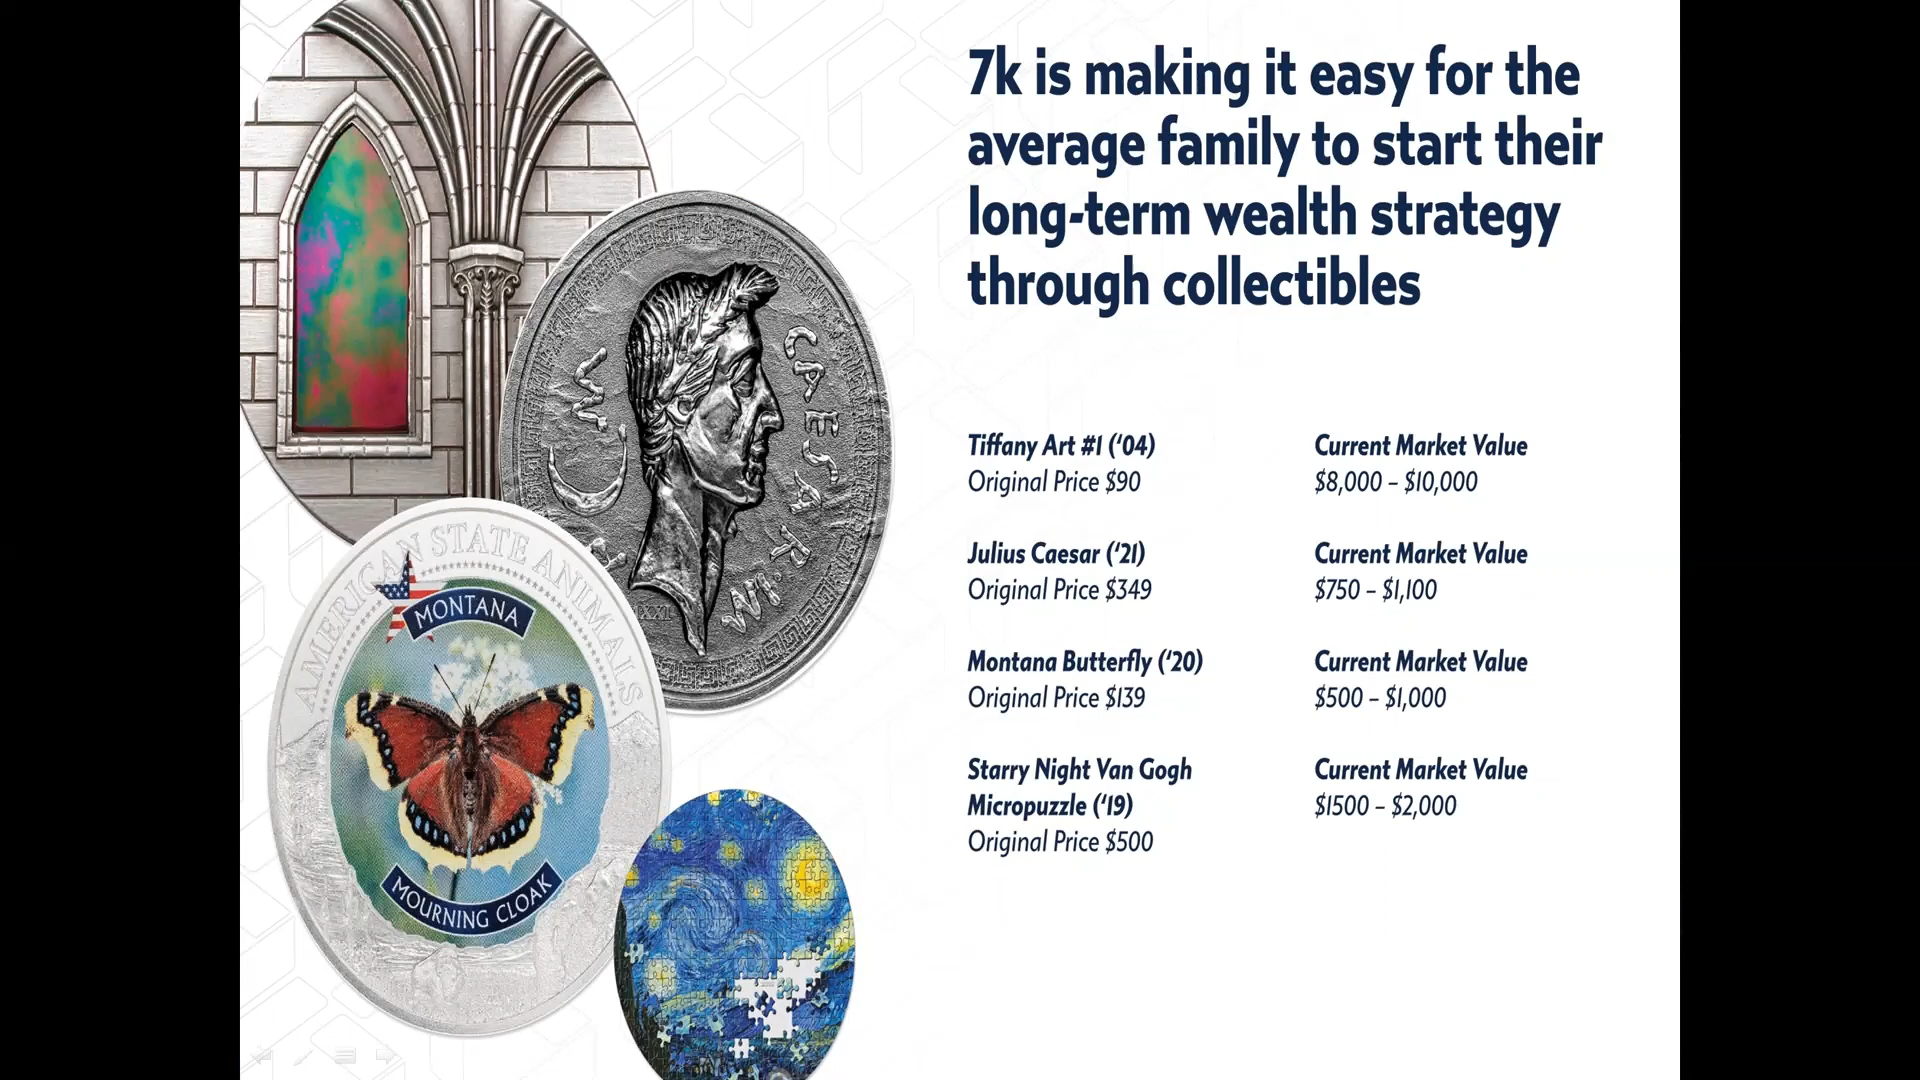 7k is making it easy for the
average family to start their
long-term wealth strategy
through collectibles
Tiffany Art #1 (‘04)
Original Price $90
Current Market Value
$8,000 – $10,000
Julius Caesar (‘21)
Original Price $349
Current Market Value
$750 – $1,100
Montana Butterfly (‘20)
Original Price $139
Current Market Value
$500 – $1,000
Starry Night Van Gogh
Micropuzzle (‘19)
Original Price $500
Current Market Value
$1500 – $2,000
CAESAR·IM
AMERICAN STATE ANIMALS
MONTANA
MOURNING CLOAK